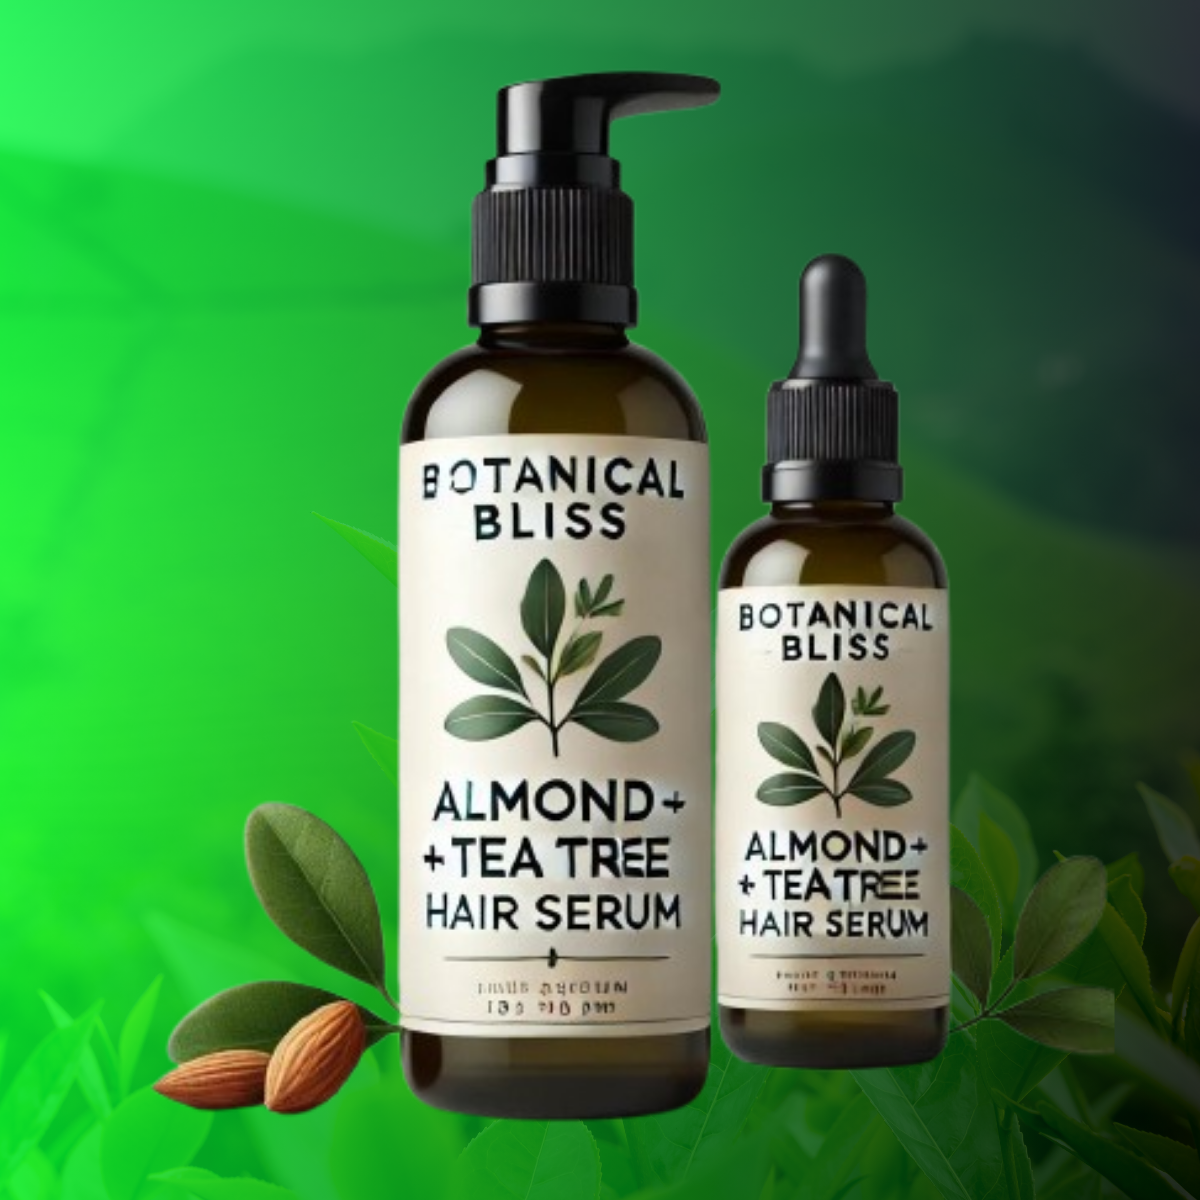 BOTANICAL
BLISS
ALMOND+
+TEA TREE
HAIR SERUM
BOTANICAL
BLISS
ALMOND+
+TEATREE
HAIR SERUM